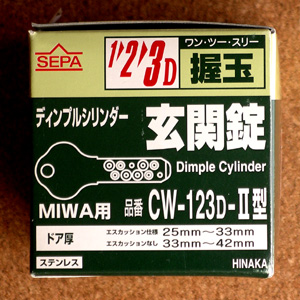 SEPA
ワン・ツー・スリー
1・2・3D
握玉
ディンプルシリンダー
玄関錠
Dimple Cylinder
MIWA用
品番 CW-123D-II型
ドア厚
エスカッション仕様 25mm～33mm
エスカッションなし 33mm～42mm
ステンレス
HINAKA